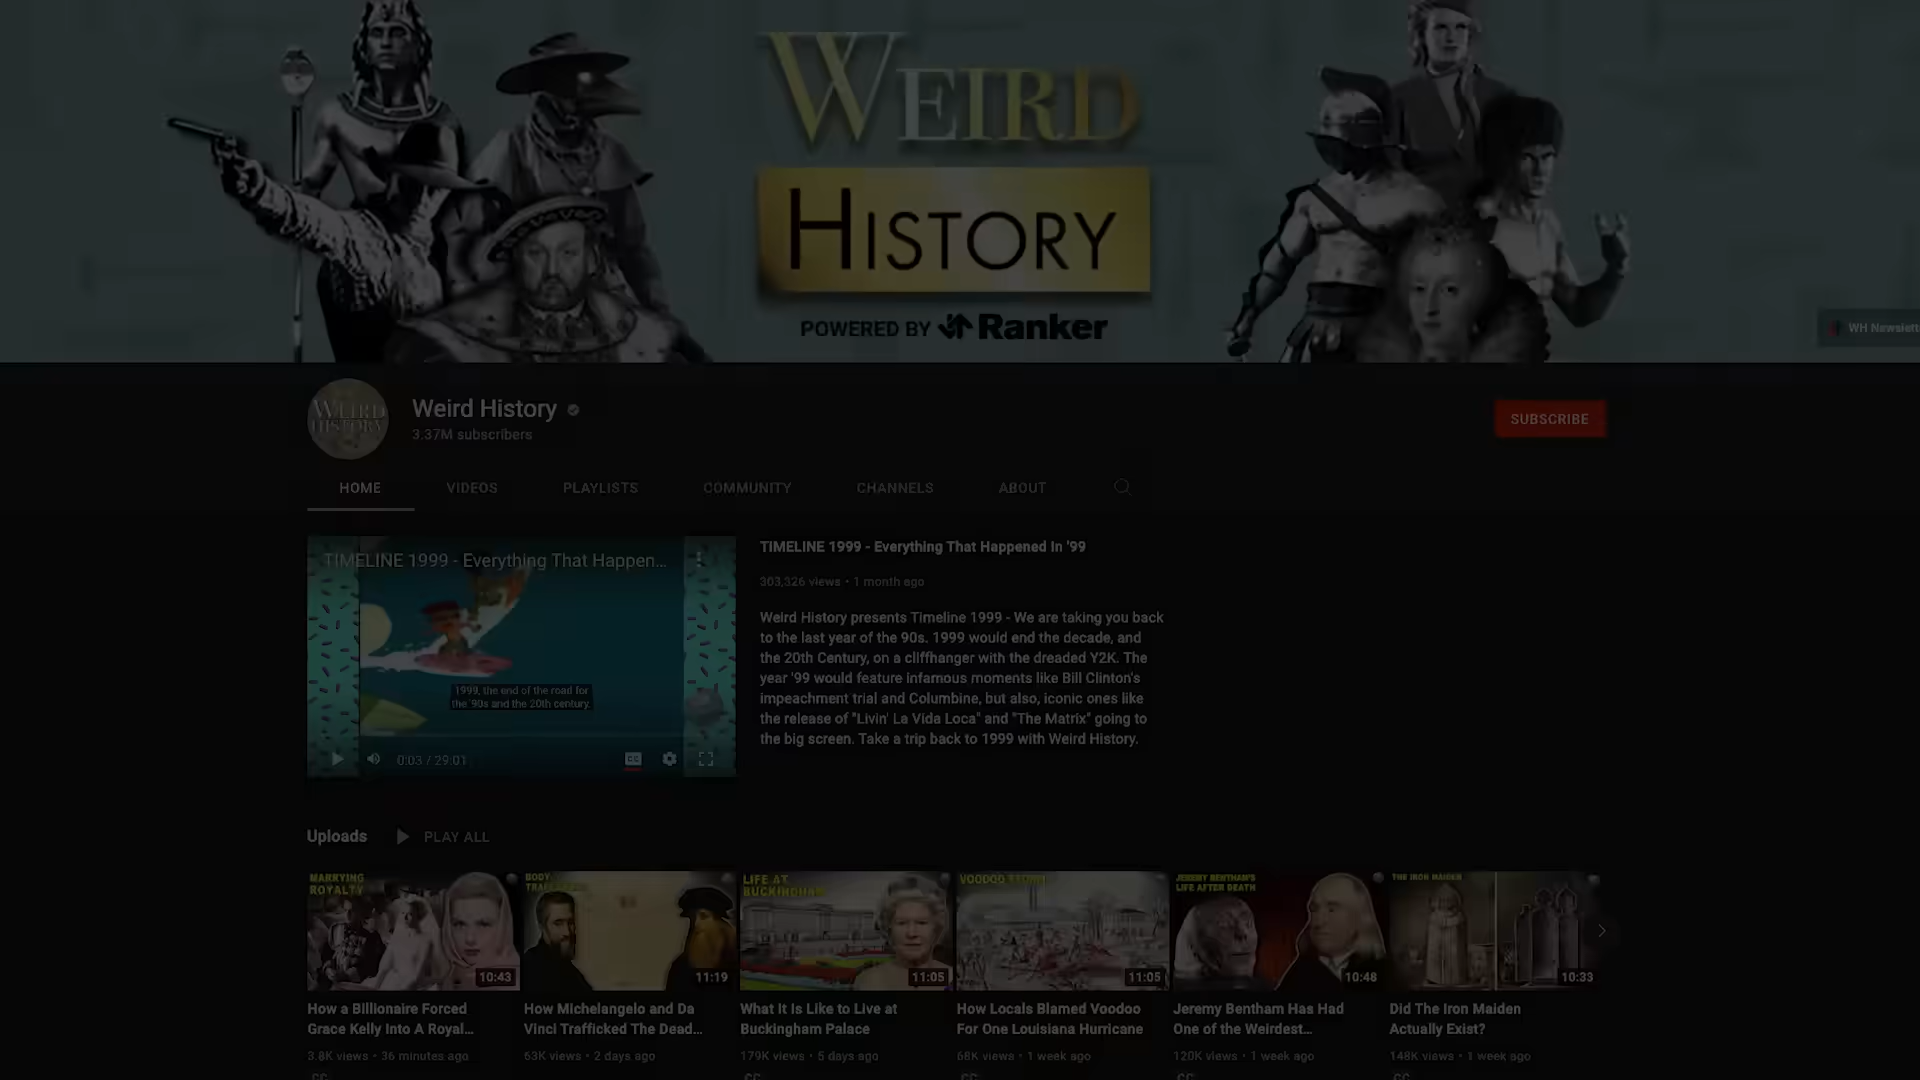 WEIRD
HISTORY
POWERED BY Ranker
WH Newslett
WEIRD
HISTORY
Weird History
3.37M subscribers
SUBSCRIBE
HOME VIDEOS PLAYLISTS COMMUNITY CHANNELS ABOUT
TIMELINE 1999 - Everything That Happen...
1999, the end of the road for
the '90s and the 20th century.
0:03 / 29:01
CC
TIMELINE 1999 - Everything That Happened In '99
303,326 views • 1 month ago
Weird History presents Timeline 1999 - We are taking you back
to the last year of the 90s. 1999 would end the decade, and
the 20th Century, on a cliffhanger with the dreaded Y2K. The
year '99 would feature infamous moments like Bill Clinton's
impeachment trial and Columbine, but also, iconic ones like
the release of "Livin' La Vida Loca" and "The Matrix" going to
the big screen. Take a trip back to 1999 with Weird History.
Uploads PLAY ALL
MARRYING
ROYALTY
10:43
How a Billionaire Forced
Grace Kelly Into A Royal...
3.8K views • 36 minutes ago
BODY
11:19
How Michelangelo and Da
Vinci Trafficked The Dead...
63K views • 2 days ago
LIFE AT
BUCKINGHAM
11:05
What It Is Like to Live at
Buckingham Palace
179K views • 5 days ago
VOODOO STORM
11:05
How Locals Blamed Voodoo
For One Louisiana Hurricane
68K views • 1 week ago
JEREMY BENTHAM'S
LIFE AFTER DEATH
10:48
Jeremy Bentham Has Had
One of the Weirdest...
120K views • 1 week ago
THE IRON MAIDEN
10:33
Did The Iron Maiden
Actually Exist?
148K views • 1 week ago